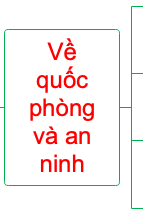 Về
quốc
phòng
và an
ninh